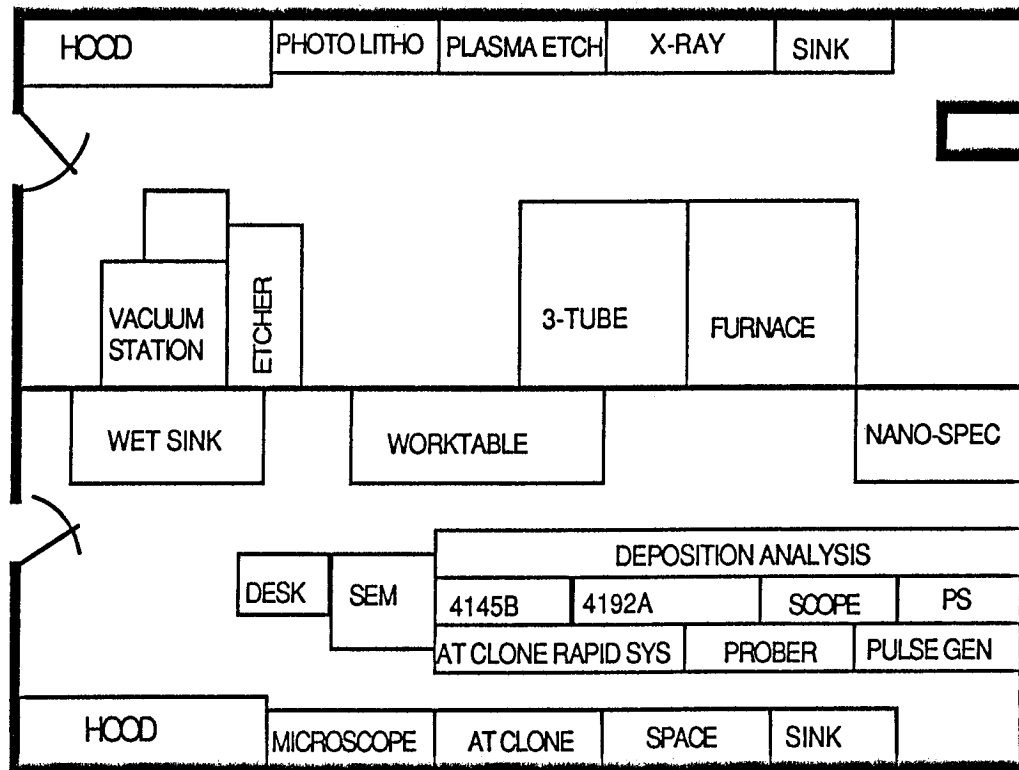 HOOD
PHOTO LITHO
PLASMA ETCH
X-RAY
SINK
VACUUM
STATION
ETCHER
3-TUBE
FURNACE
WET SINK
WORKTABLE
NANO-SPEC
DEPOSITION ANALYSIS
DESK
SEM
4145B
4192A
SCOPE
PS
AT CLONE RAPID SYS
PROBER
PULSE GEN
HOOD
MICROSCOPE
AT CLONE
SPACE
SINK